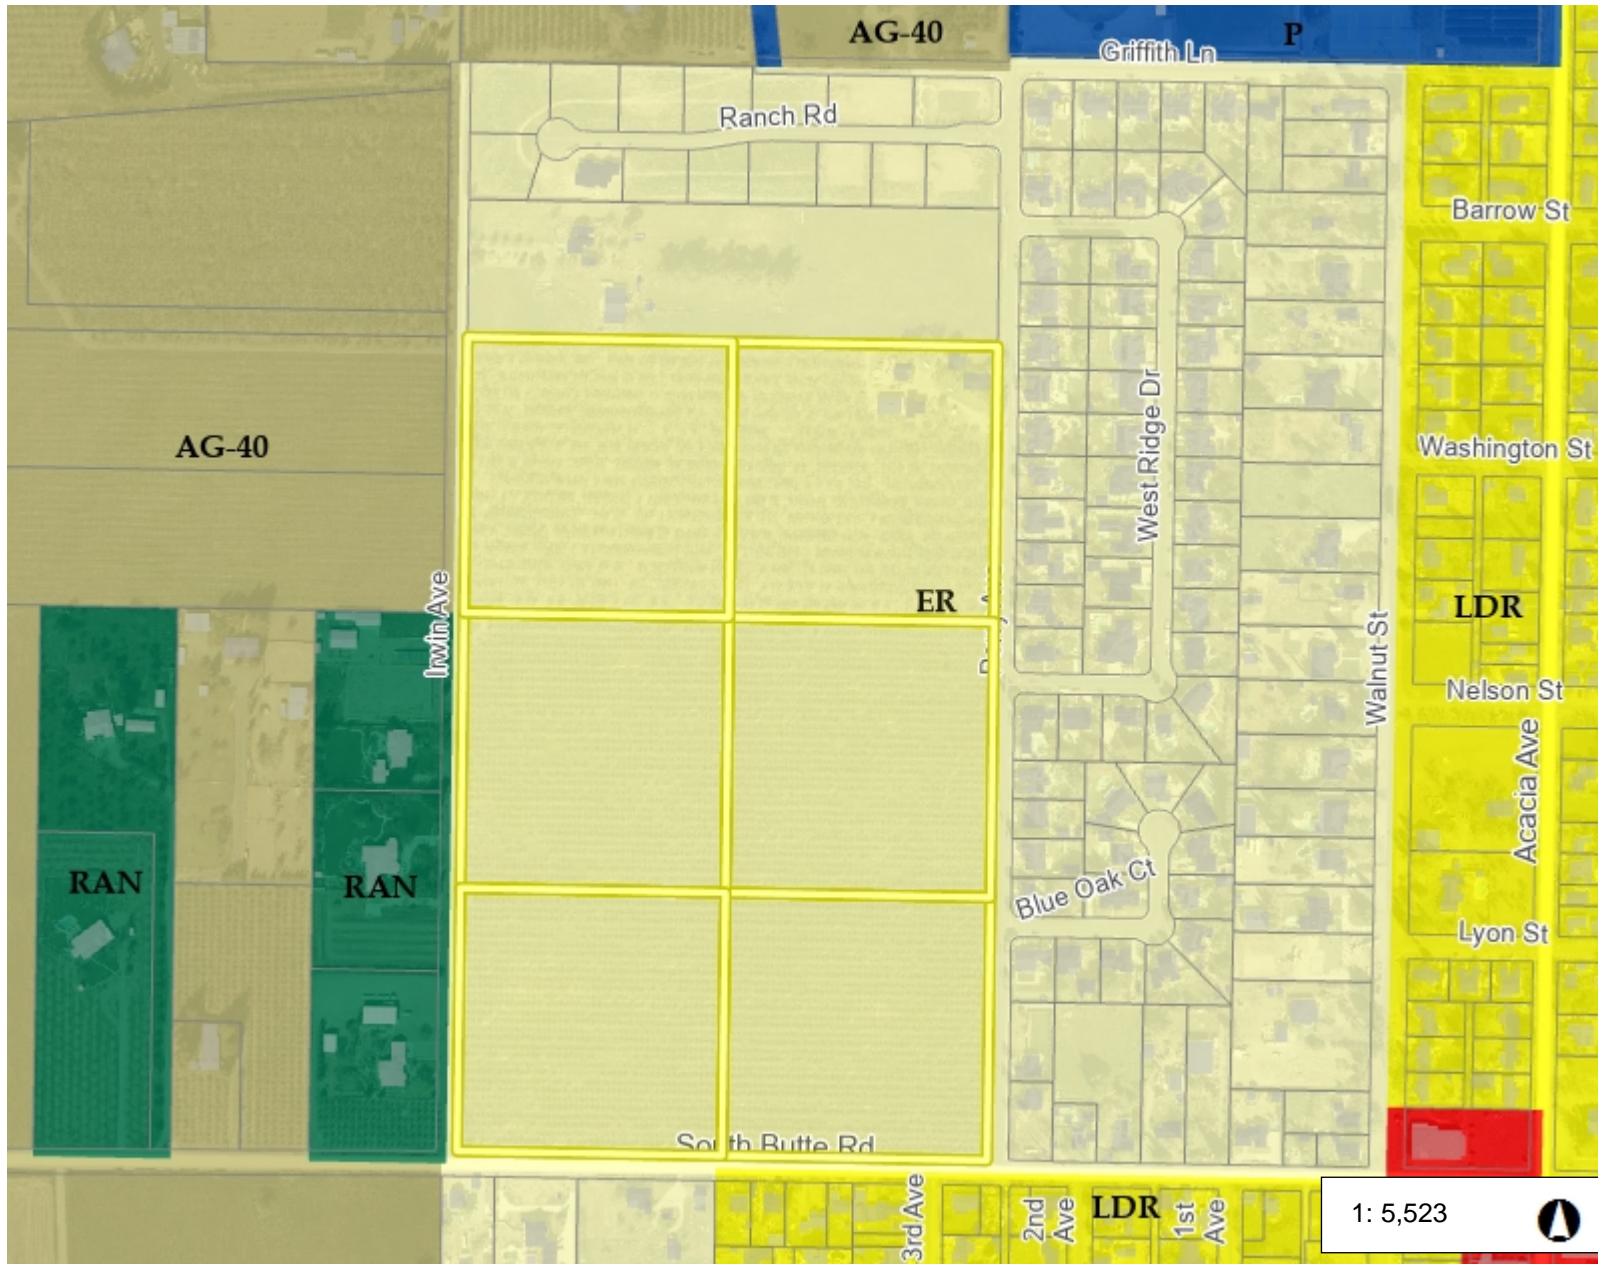 AG-40
P
Griffith Ln
Ranch Rd
Barrow St
West Ridge Dr
AG-40
Washington St
Irwin Ave
ER
LDR
Walnut St
Nelson St
Acacia Ave
RAN
RAN
Blue Oak Ct
Lyon St
South Butte Rd
3rd Ave
2nd
Ave
LDR
1st
Ave
1: 5,523